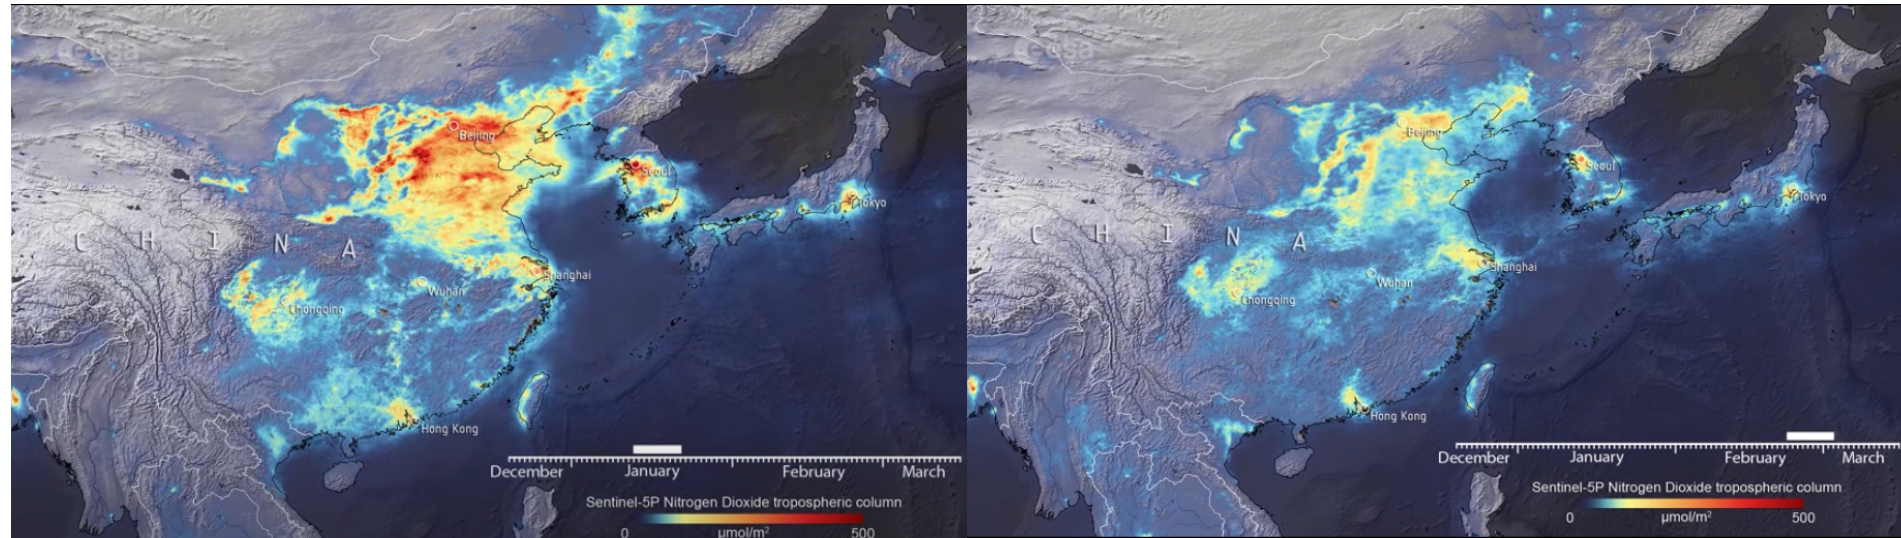 esa
Beijing
Seoul
Tokyo
CHINA
Shanghai
Wuhan
Chongqing
Hong Kong
December January February March
Sentinel-5P Nitrogen Dioxide tropospheric column
0 µmol/m² 500
esa
Beijing
Seoul
Tokyo
CHINA
Shanghai
Wuhan
Chongqing
Hong Kong
December January February March
Sentinel-5P Nitrogen Dioxide tropospheric column
0 µmol/m² 500